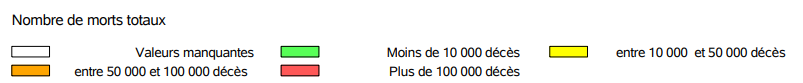 Nombre de morts totaux
Valeurs manquantes Moins de 10 000 décès entre 10 000 et 50 000 décès
entre 50 000 et 100 000 décès Plus de 100 000 décès